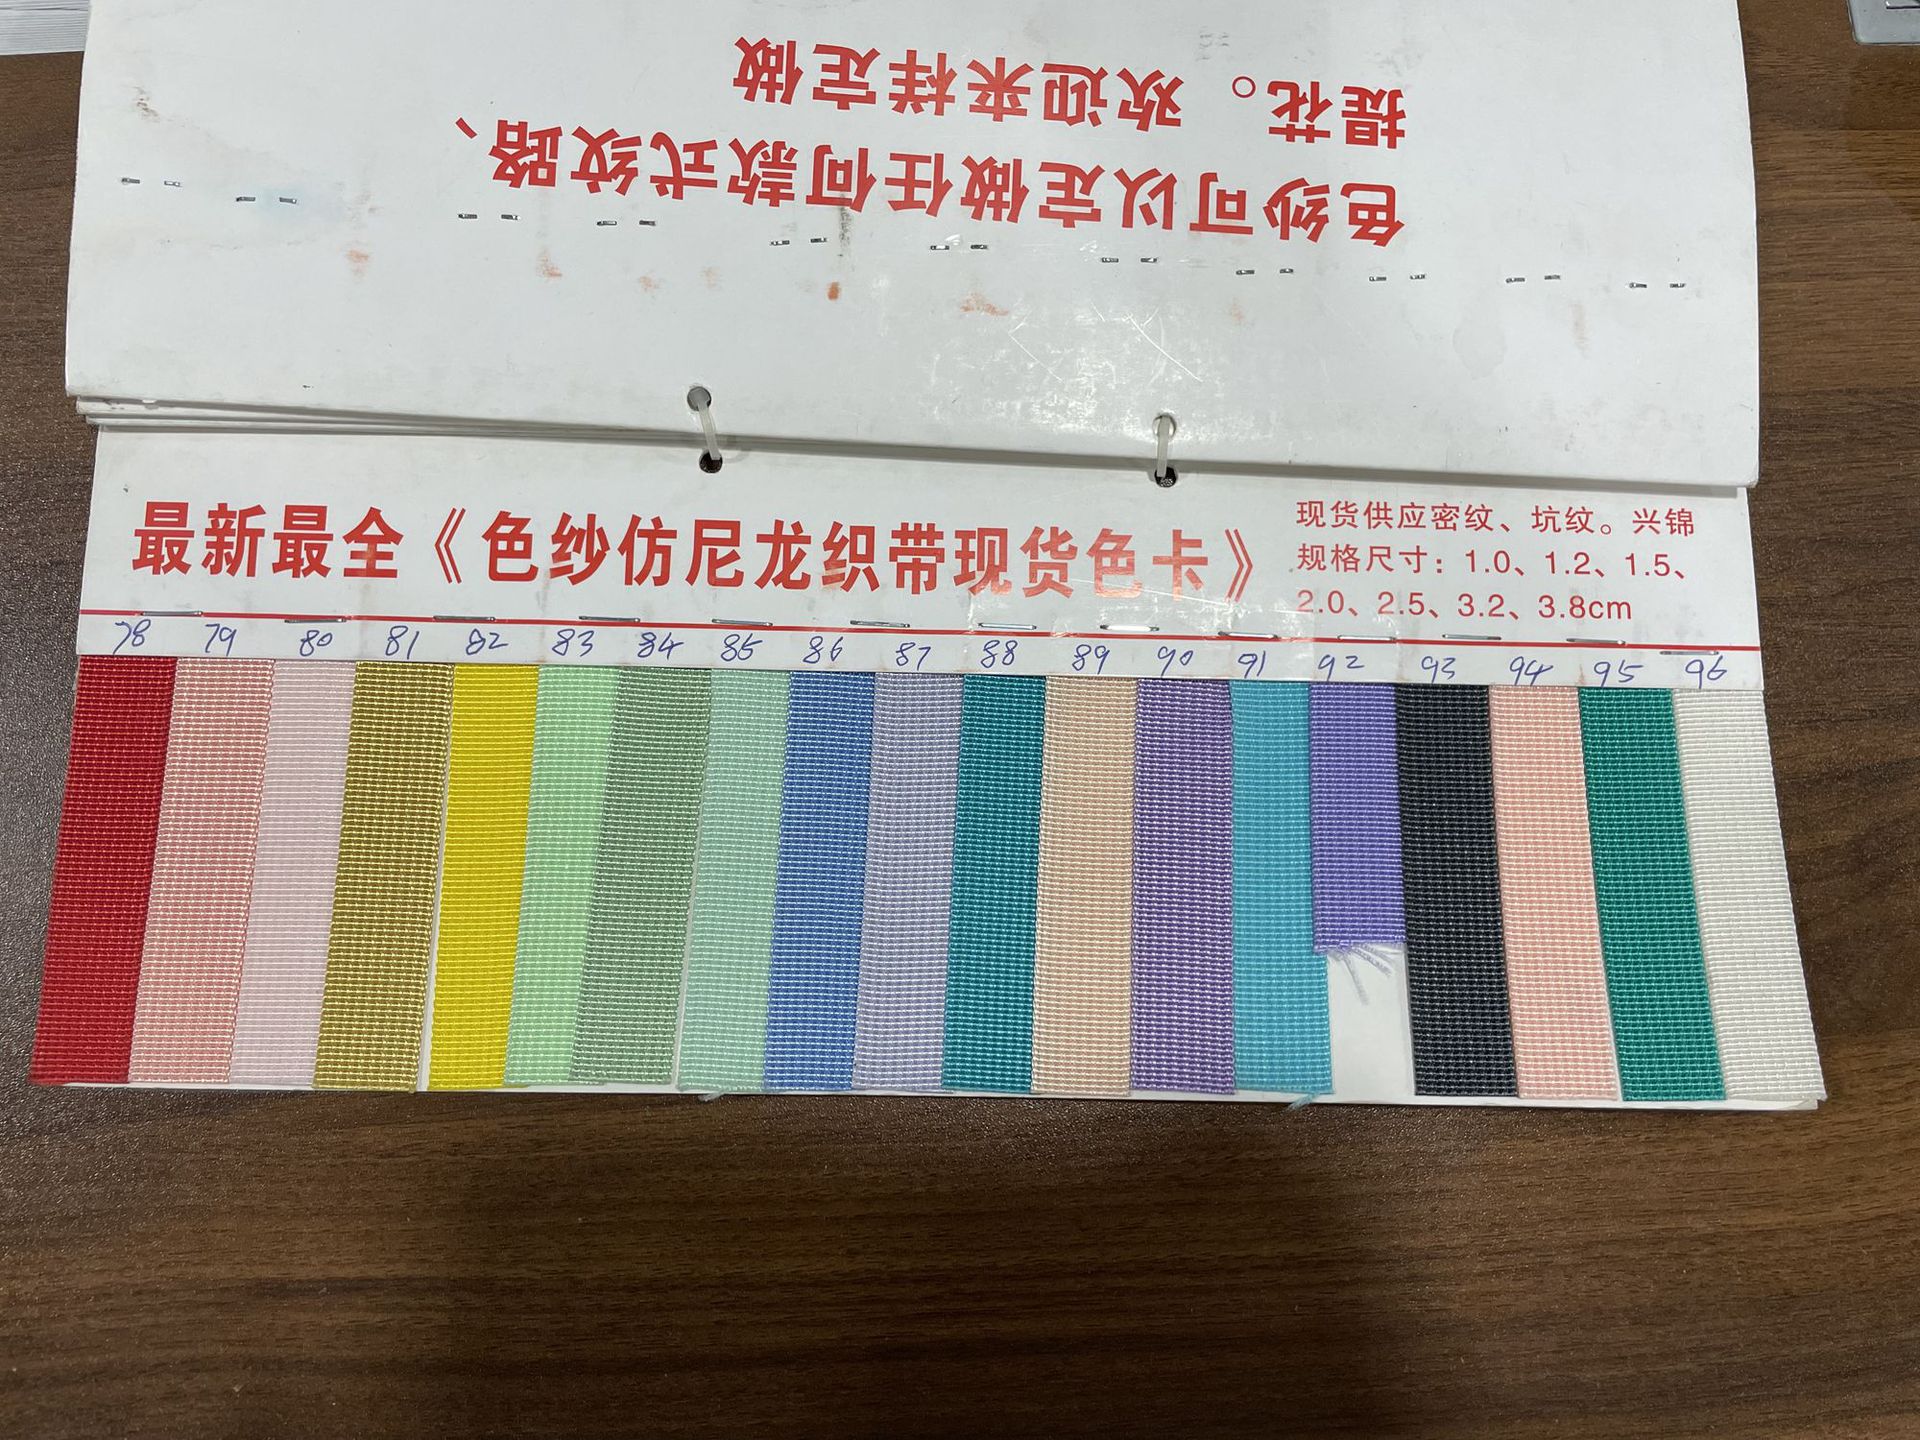 色纱可以定做任何款式纹路、
提花。欢迎来样定做
最新最全《色纱仿尼龙织带现货色卡》
现货供应密纹、坑纹。兴锦
规格尺寸：1.0、1.2、1.5、
2.0、2.5、3.2、3.8cm
78 79 80 81 82 83 84 85 86 87 88 89 90 91 92 93 94 95 96